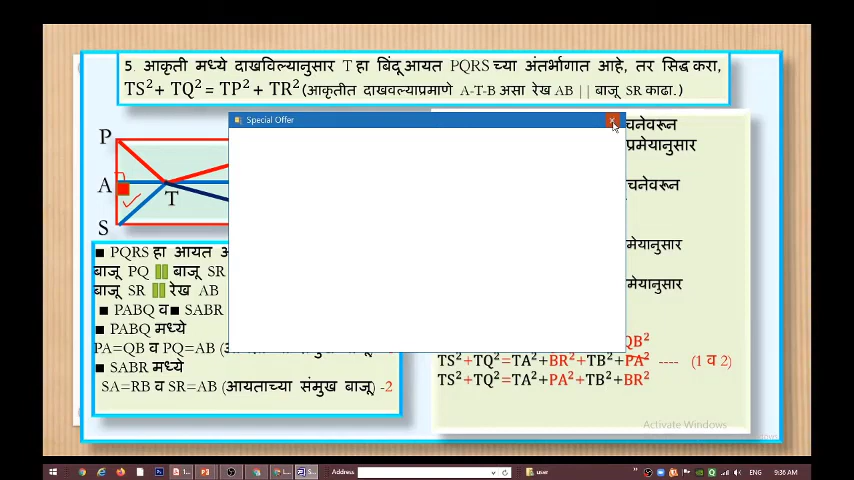 5. आकृती मध्ये दाखविल्यानुसार T हा बिंदू आयत PQRS च्या अंतर्भागात आहे, तर सिद्ध करा,
TS²+ TQ² = TP² + TR² (आकृतीत दाखवल्याप्रमाणे A-T-B असा रेख AB || बाजू SR काढा.)
Special Offer
P
A
T
S
PQRS हा आयत
बाजू PQ || बाजू SR
बाजू SR || रेख AB
PABQ व SABR
PABQ मध्ये
PA=QB व PQ=AB
SABR मध्ये
SA=RB व SR=AB (आयताच्या संमुख बाजू) -2
चनेवरून
प्रमेयानुसार
चनेवरून
मेयानुसार
मेयानुसार
QB²
TS²+TQ²=TA²+BR²+TB²+PA² ---- (1 व 2)
TS²+TQ²=TA²+PA²+TB²+BR²
Activate Windows
Address
user
ENG
9:36 AM